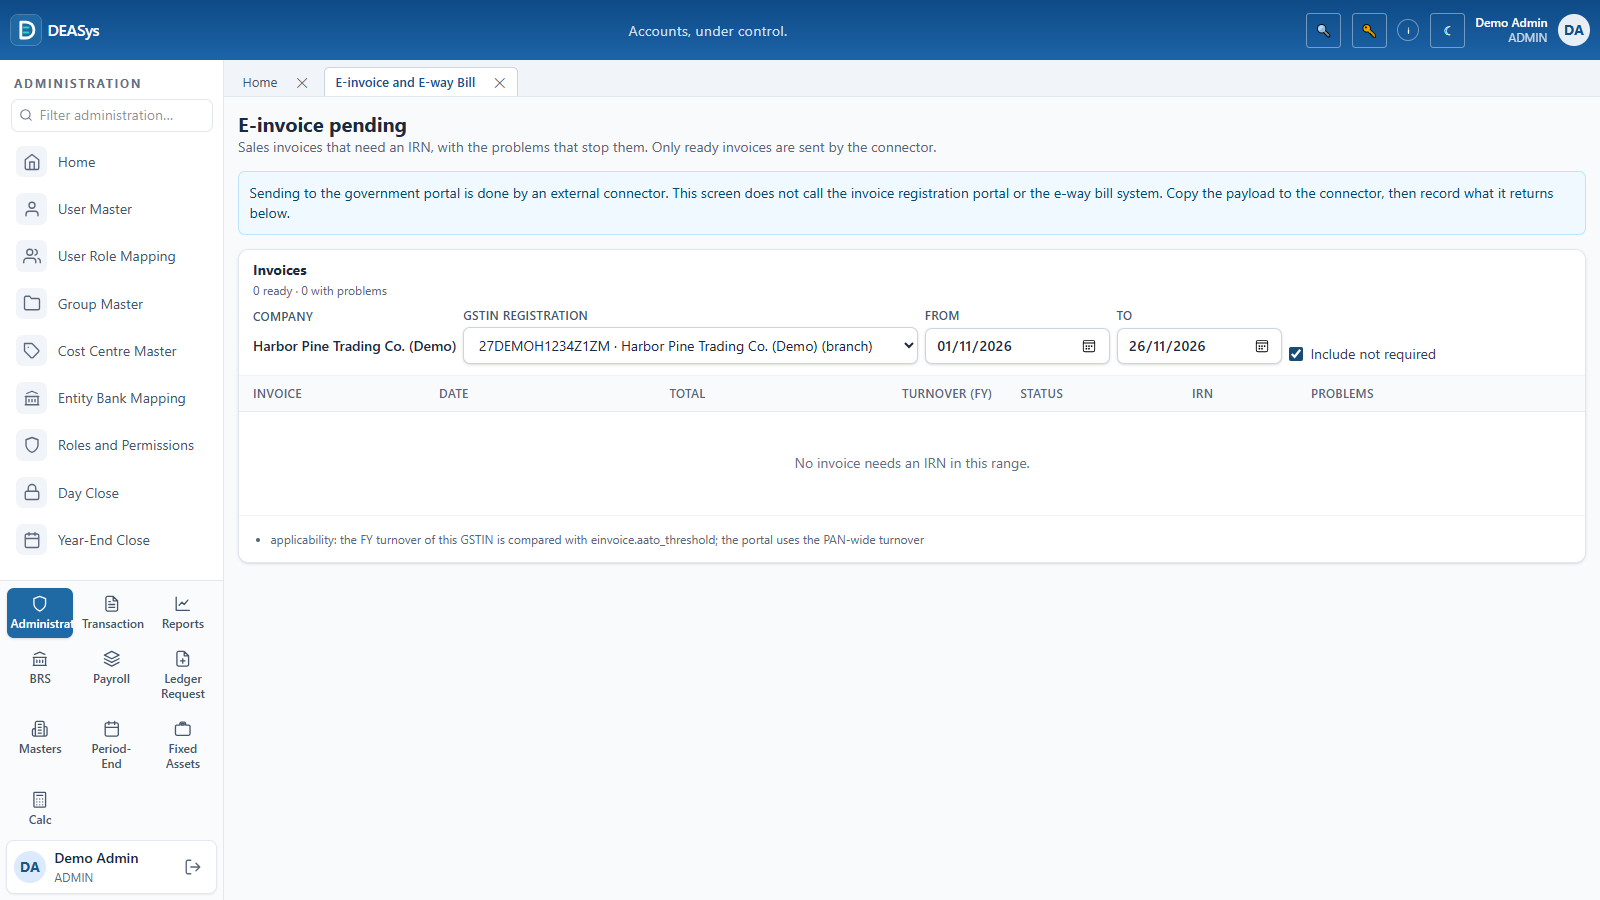 DEASys
Accounts, under control.
Demo Admin
ADMIN
DA
ADMINISTRATION
Filter administration...
Home
User Master
User Role Mapping
Group Master
Cost Centre Master
Entity Bank Mapping
Roles and Permissions
Day Close
Year-End Close
Administrat
Transaction
Reports
BRS
Payroll
Ledger
Request
Masters
Period-
End
Fixed
Assets
Calc
DA
Demo Admin
ADMIN
Home
E-invoice and E-way Bill
E-invoice pending
Sales invoices that need an IRN, with the problems that stop them. Only ready invoices are sent by the connector.
Sending to the government portal is done by an external connector. This screen does not call the invoice registration portal or the e-way bill system. Copy the payload to the connector, then record what it returns
below.
Invoices
0 ready · 0 with problems
COMPANY
Harbor Pine Trading Co. (Demo)
GSTIN REGISTRATION
27DEMOH1234Z1ZM · Harbor Pine Trading Co. (Demo) (branch)
FROM
01/11/2026
TO
26/11/2026
Include not required
INVOICE DATE TOTAL TURNOVER (FY) STATUS IRN PROBLEMS
No invoice needs an IRN in this range.
• applicability: the FY turnover of this GSTIN is compared with einvoice.aato_threshold; the portal uses the PAN-wide turnover